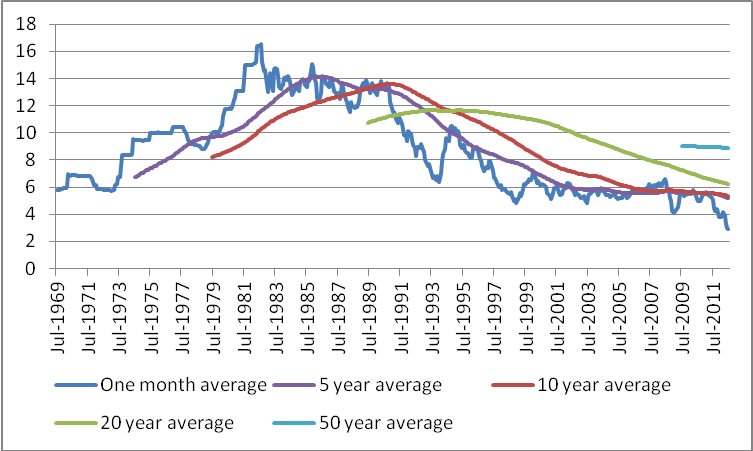 18
16
14
12
10
8
6
4
2
0
Jul-1969
Jul-1971
Jul-1973
Jul-1975
Jul-1977
Jul-1979
Jul-1981
Jul-1983
Jul-1985
Jul-1987
Jul-1989
Jul-1991
Jul-1993
Jul-1995
Jul-1997
Jul-1999
Jul-2001
Jul-2003
Jul-2005
Jul-2007
Jul-2009
Jul-2011
One month average 5 year average 10 year average
20 year average 50 year average